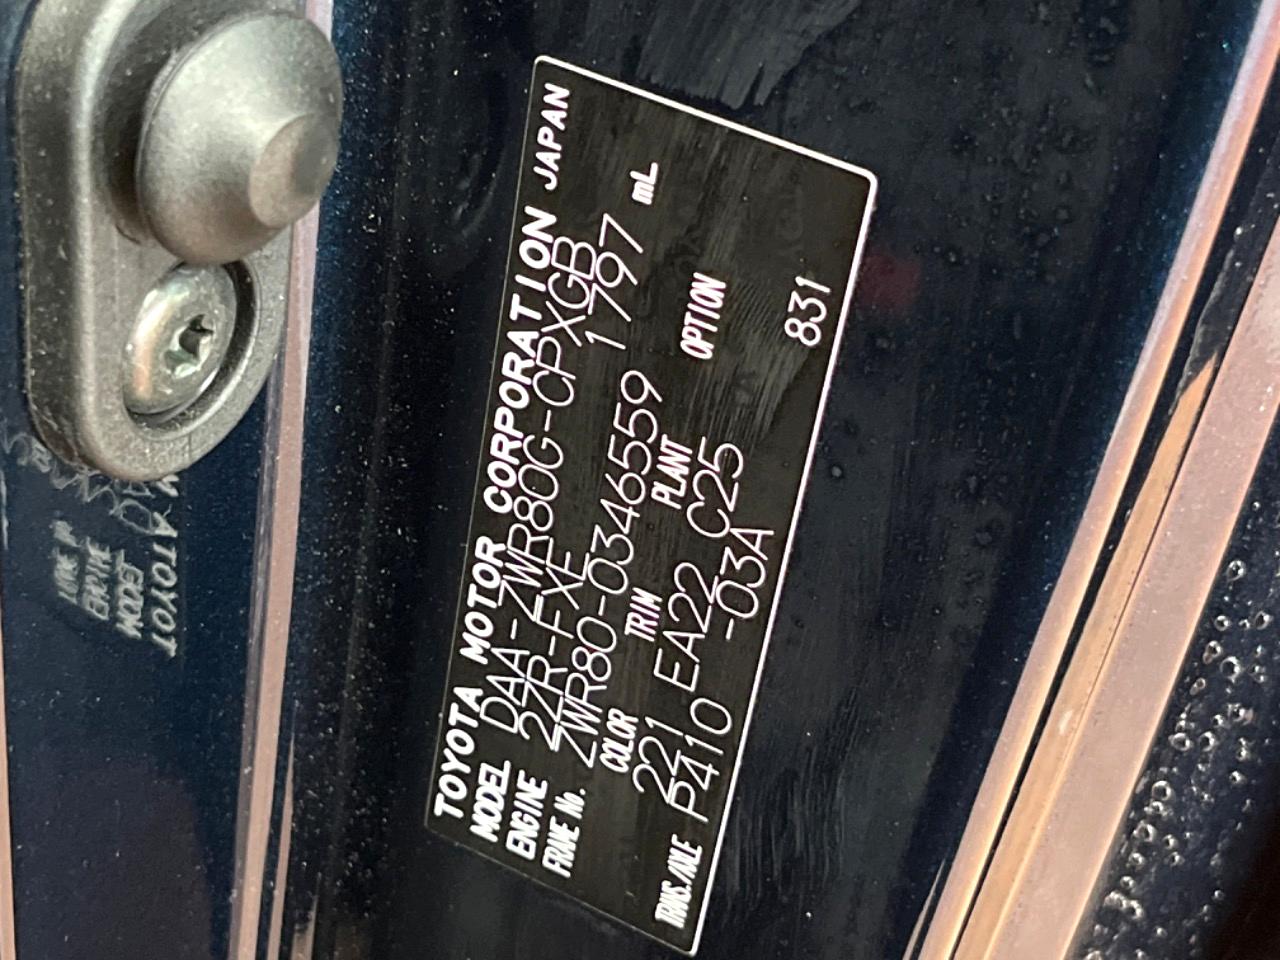 TOYOTA MOTOR CORPORATION JAPAN
MODEL DAA-ZWR80G-CPXGB
ENGINE 2ZR-FXE 1797 mL
FRAME No. ZWR80-0346559
COLOR TRIM PLANT OPTION
221 EA22 C25
TRANS./AXLE P410 -03A 831